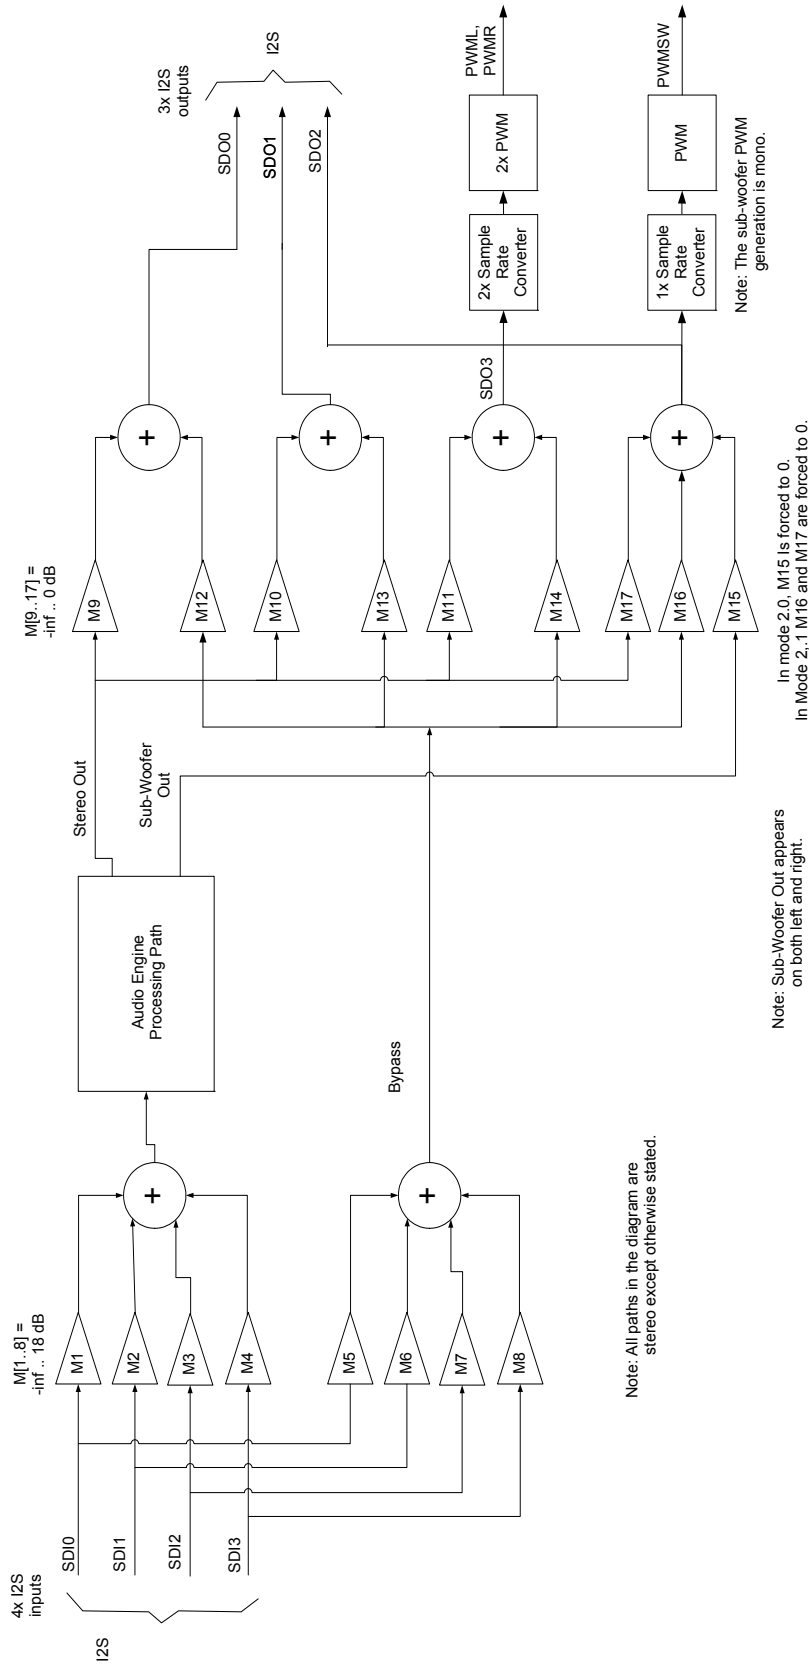 4x I2S
inputs
I2S
SDI0
SDI1
SDI2
SDI3
M[1..8] =
-inf .. 18 dB
M1
M2
M3
M4
M5
M6
M7
M8
+
+
Audio Engine
Processing Path
Bypass
Stereo Out
Sub-Woofer
Out
M[9..17] =
-inf .. 0 dB
M9
M12
M10
M13
M11
M14
M17
M16
M15
+
+
+
+
SDO3
2x Sample
Rate
Converter
1x Sample
Rate
Converter
2x PWM
PWM
PWML,
PWMR
PWMSW
3x I2S
outputs
I2S
SDO0
SDO1
SDO2
Note: The sub-woofer PWM
generation is mono.
In mode 2.0, M15 Is forced to 0.
In Mode 2,.1 M16 and M17 are forced to 0.
Note: Sub-Woofer Out appears
on both left and right.
Note: All paths in the diagram are
stereo except otherwise stated.